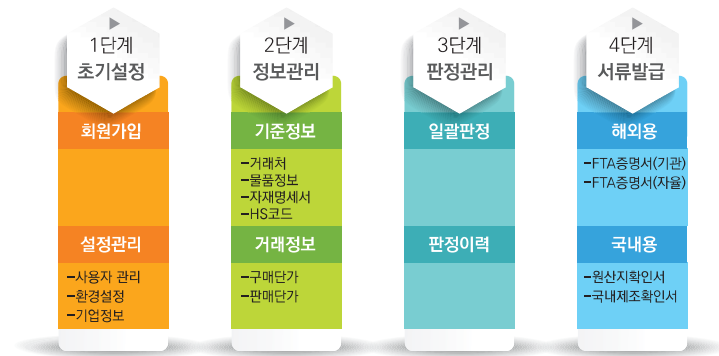 1단계
초기설정
회원가입
설정관리
-사용자 관리
-환경설정
-기업정보
2단계
정보관리
기준정보
-거래처
-물품정보
-자재명세서
-HS코드
거래정보
-구매단가
-판매단가
3단계
판정관리
일괄판정
판정이력
4단계
서류발급
해외용
-FTA증명서(기관)
-FTA증명서(자율)
국내용
-원산지확인서
-국내제조확인서